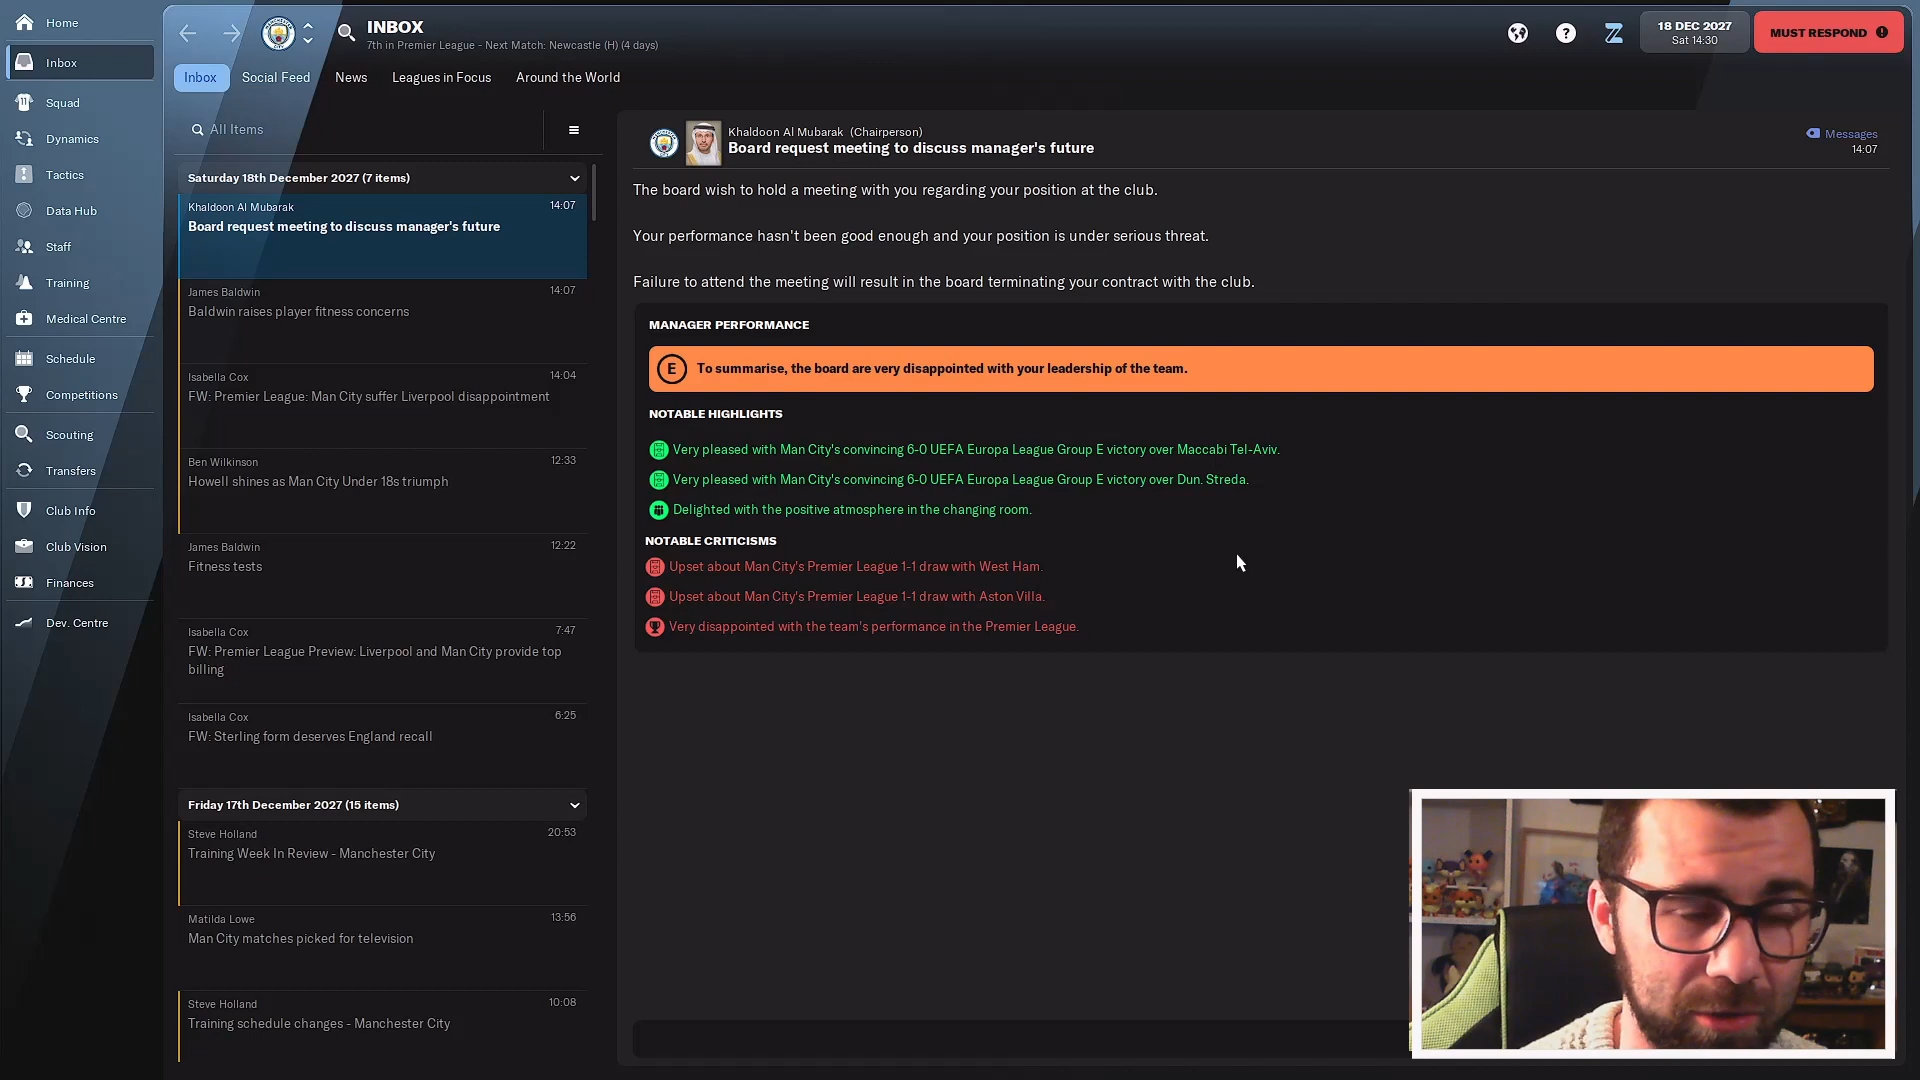 Home
Inbox
Squad
Dynamics
Tactics
Data Hub
Staff
Training
Medical Centre
Schedule
Competitions
Scouting
Transfers
Club Info
Club Vision
Finances
Dev. Centre
INBOX
7th in Premier League - Next Match: Newcastle (H) (4 days)
18 DEC 2027
Sat 14:30
MUST RESPOND
Inbox
Social Feed
News
Leagues in Focus
Around the World
All Items
Saturday 18th December 2027 (7 items)
Khaldoon Al Mubarak 14:07
Board request meeting to discuss manager's future
James Baldwin 14:07
Baldwin raises player fitness concerns
Isabella Cox 14:04
FW: Premier League: Man City suffer Liverpool disappointment
Ben Wilkinson 12:33
Howell shines as Man City Under 18s triumph
James Baldwin 12:22
Fitness tests
Isabella Cox 7:47
FW: Premier League Preview: Liverpool and Man City provide top
billing
Isabella Cox 6:25
FW: Sterling form deserves England recall
Friday 17th December 2027 (15 items)
Steve Holland 20:53
Training Week In Review - Manchester City
Matilda Lowe 13:56
Man City matches picked for television
Steve Holland 10:08
Training schedule changes - Manchester City
Khaldoon Al Mubarak (Chairperson)
Board request meeting to discuss manager's future
Messages
14:07
The board wish to hold a meeting with you regarding your position at the club.
Your performance hasn't been good enough and your position is under serious threat.
Failure to attend the meeting will result in the board terminating your contract with the club.
MANAGER PERFORMANCE
E To summarise, the board are very disappointed with your leadership of the team.
NOTABLE HIGHLIGHTS
Very pleased with Man City's convincing 6-0 UEFA Europa League Group E victory over Maccabi Tel-Aviv.
Very pleased with Man City's convincing 6-0 UEFA Europa League Group E victory over Dun. Streda.
Delighted with the positive atmosphere in the changing room.
NOTABLE CRITICISMS
Upset about Man City's Premier League 1-1 draw with West Ham.
Upset about Man City's Premier League 1-1 draw with Aston Villa.
Very disappointed with the team's performance in the Premier League.